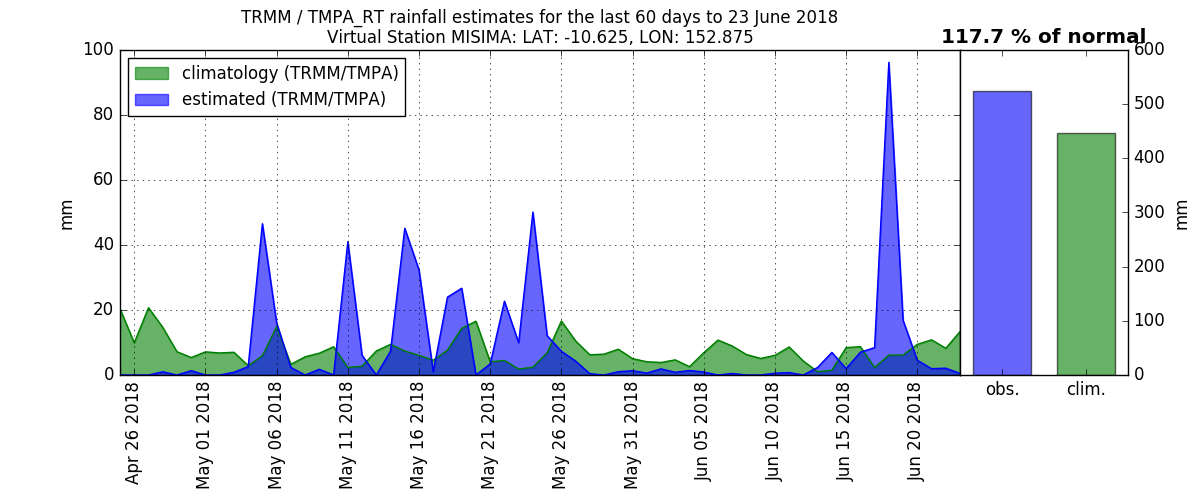 TRMM / TMPA_RT rainfall estimates for the last 60 days to 23 June 2018
Virtual Station MISIMA: LAT: -10.625, LON: 152.875
117.7 % of normal
climatology (TRMM/TMPA)
estimated (TRMM/TMPA)
100
80
60
40
20
0
mm
Apr 26 2018
May 01 2018
May 06 2018
May 11 2018
May 16 2018
May 21 2018
May 26 2018
May 31 2018
Jun 05 2018
Jun 10 2018
Jun 15 2018
Jun 20 2018
obs.
clim.
600
500
400
300
200
100
0
mm